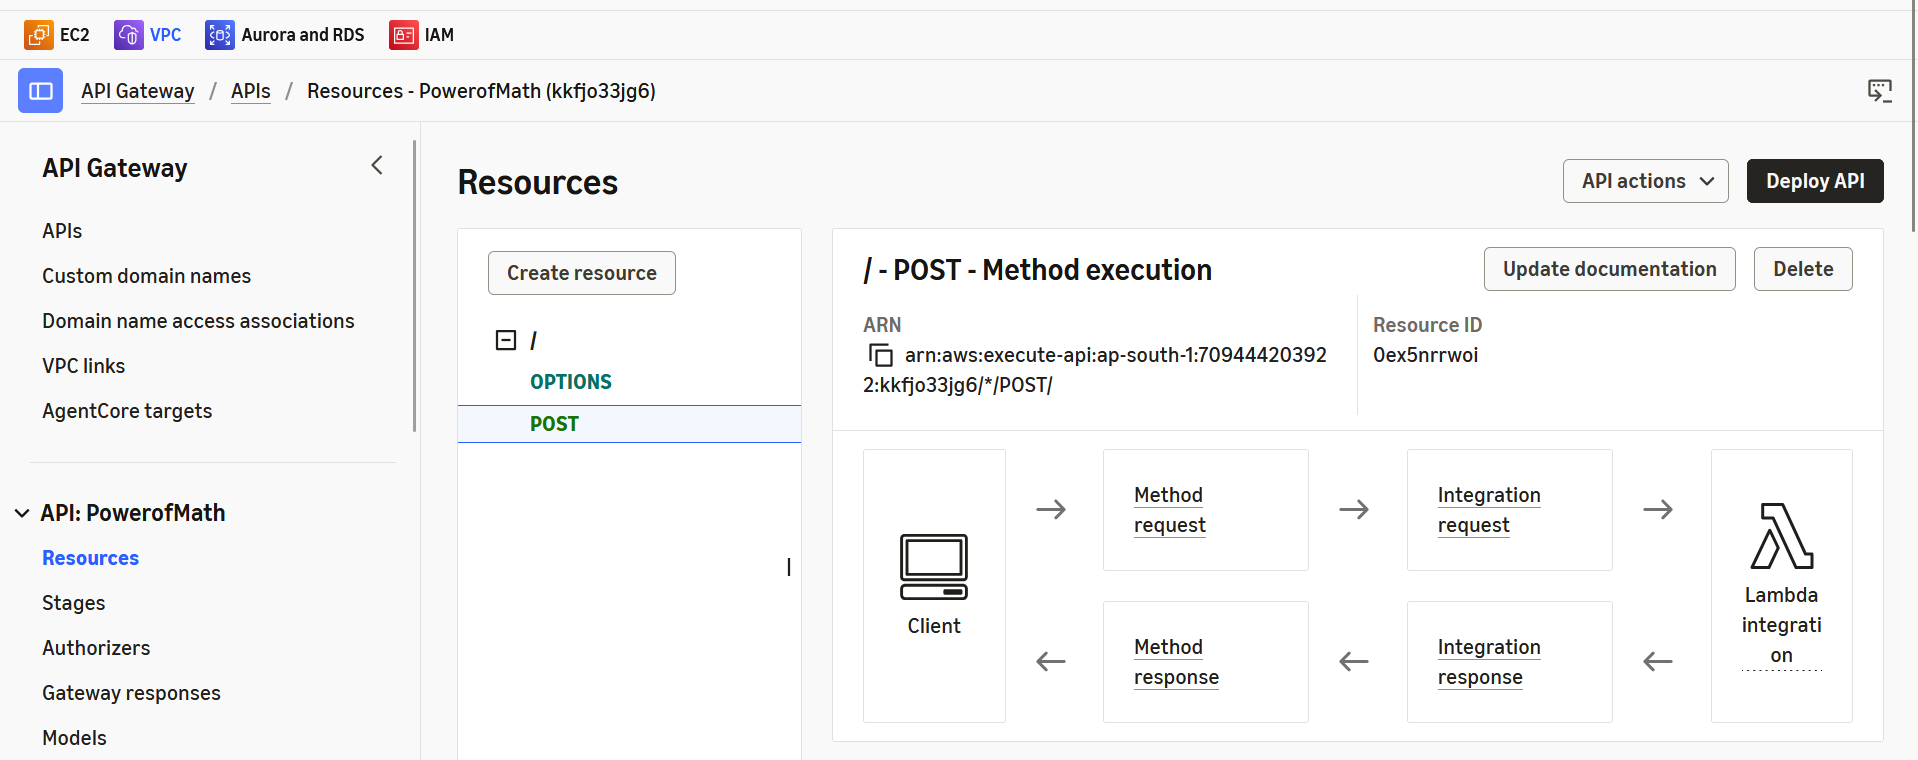 EC2 VPC Aurora and RDS IAM
API Gateway / APIs / Resources - PowerofMath (kkfjo33jg6)
API Gateway
APIs
Custom domain names
Domain name access associations
VPC links
AgentCore targets
API: PowerofMath
Resources
Stages
Authorizers
Gateway responses
Models
Resources
API actions
Deploy API
Create resource
/
OPTIONS
POST
/ - POST - Method execution
Update documentation
Delete
ARN
arn:aws:execute-api:ap-south-1:70944420392
2:kkfjo33jg6/*/POST/
Resource ID
0ex5nrrwoi
Client
Method
request
Integration
request
Lambda
integrati
on
Method
response
Integration
response